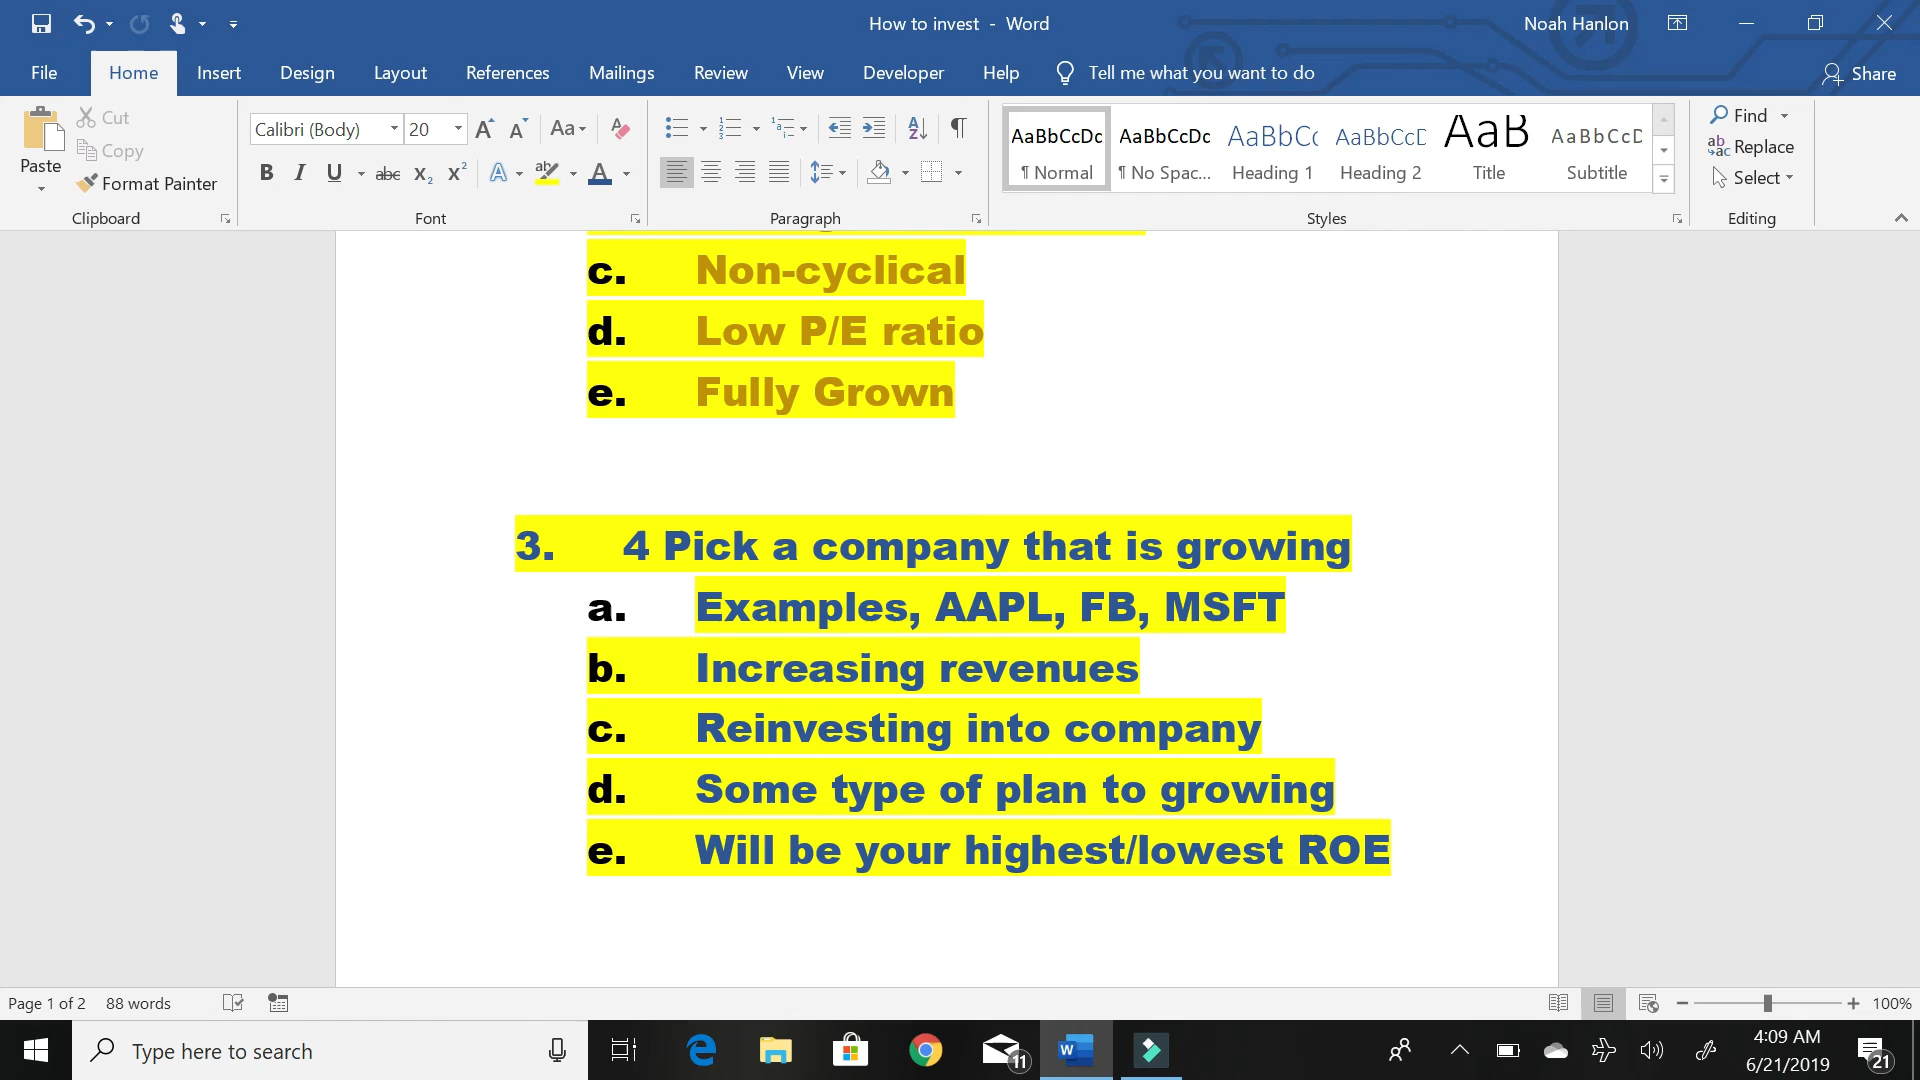 How to invest - Word
Noah Hanlon
File Home Insert Design Layout References Mailings Review View Developer Help Tell me what you want to do Share
Paste
Cut
Copy
Format Painter
Clipboard
Calibri (Body) 20
Font
Paragraph
AaBbCcDc AaBbCcDc AaBbCc AaBbCcD AaB AaBbCcD
¶ Normal ¶ No Spac... Heading 1 Heading 2 Title Subtitle
Styles
Find
Replace
Select
Editing
c. Non-cyclical
d. Low P/E ratio
e. Fully Grown
3. 4 Pick a company that is growing
a. Examples, AAPL, FB, MSFT
b. Increasing revenues
c. Reinvesting into company
d. Some type of plan to growing
e. Will be your highest/lowest ROE
Page 1 of 2 88 words 100%
Type here to search
11
4:09 AM
6/21/2019
21